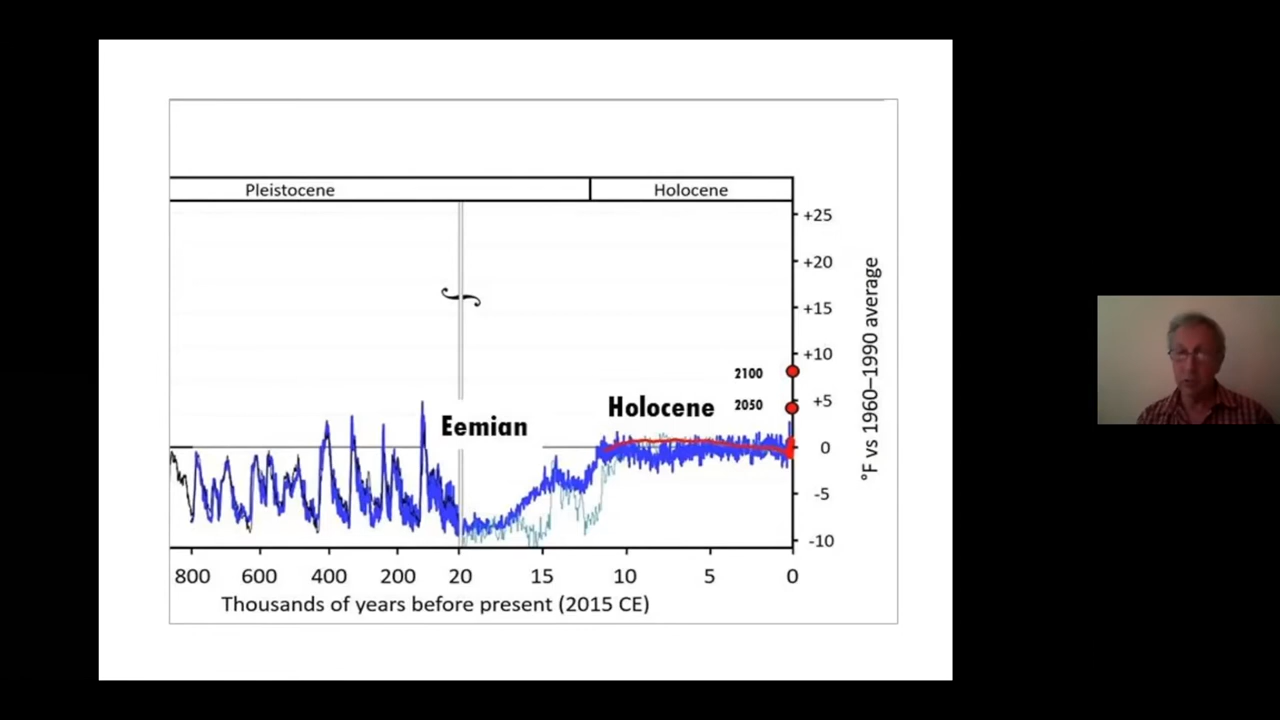 Pleistocene
Holocene
+25
+20
+15
+10
+5
0
-5
-10
°F vs 1960–1990 average
2100
2050
Holocene
Eemian
800 600 400 200 20 15 10 5 0
Thousands of years before present (2015 CE)